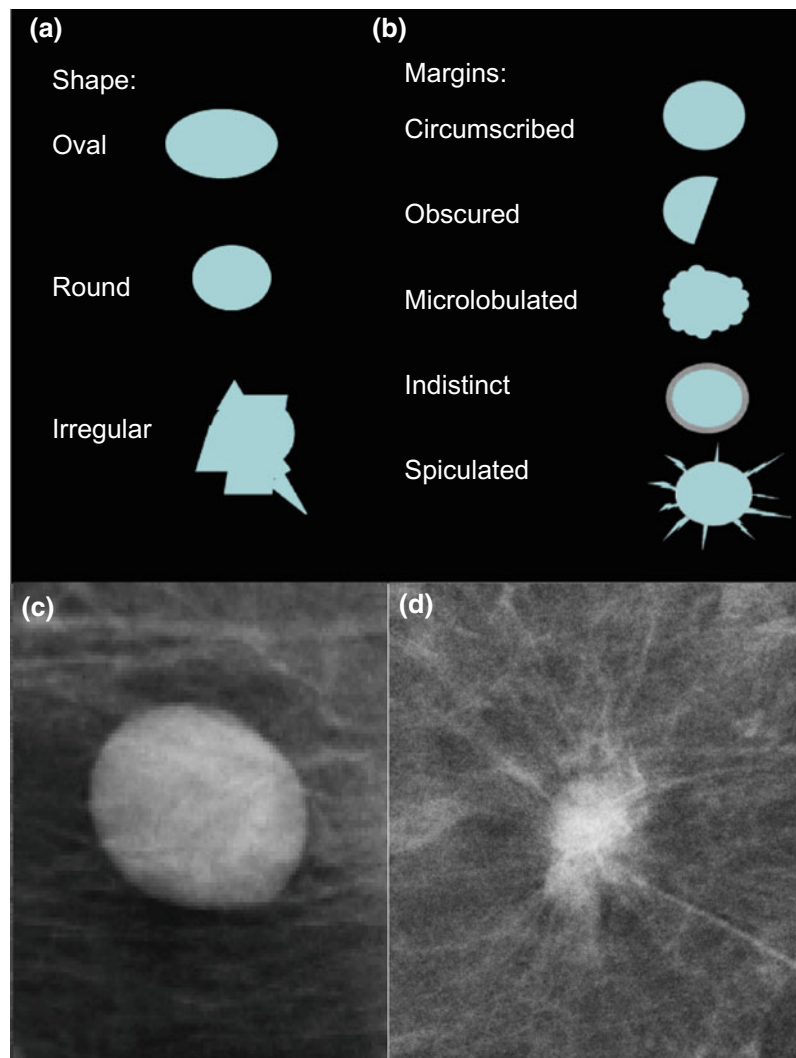 (a)
Shape:
Oval
Round
Irregular
(b)
Margins:
Circumscribed
Obscured
Microlobulated
Indistinct
Spiculated
(c)
(d)